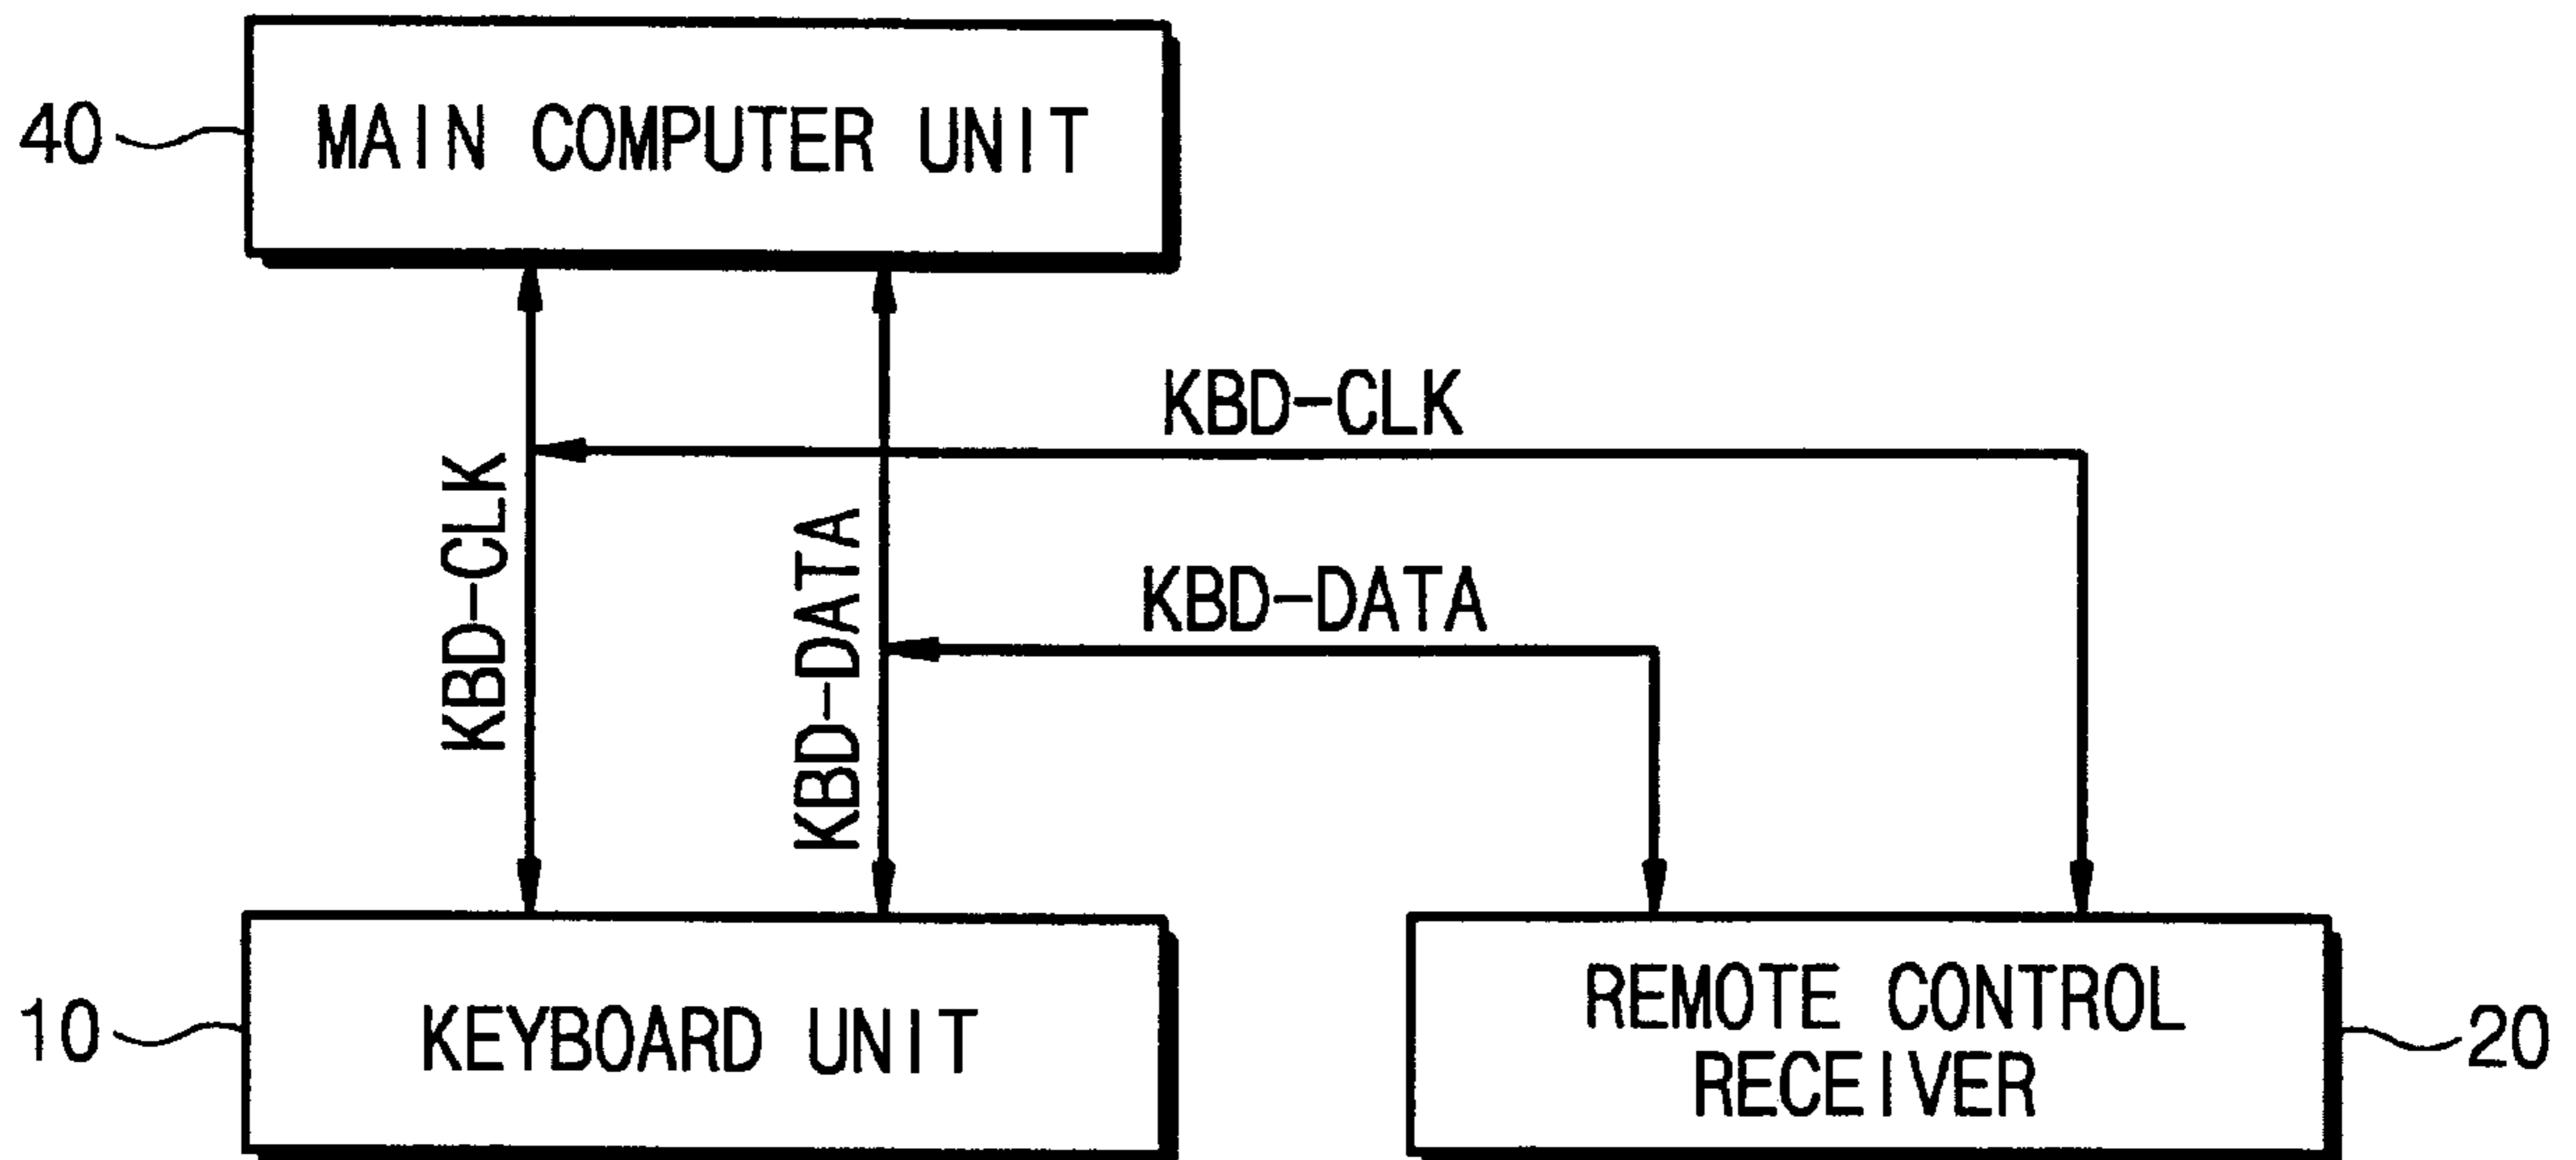 40
MAIN COMPUTER UNIT
KBD-CLK
KBD-CLK
KBD-DATA
KBD-DATA
10
KEYBOARD UNIT
REMOTE CONTROL
RECEIVER
20